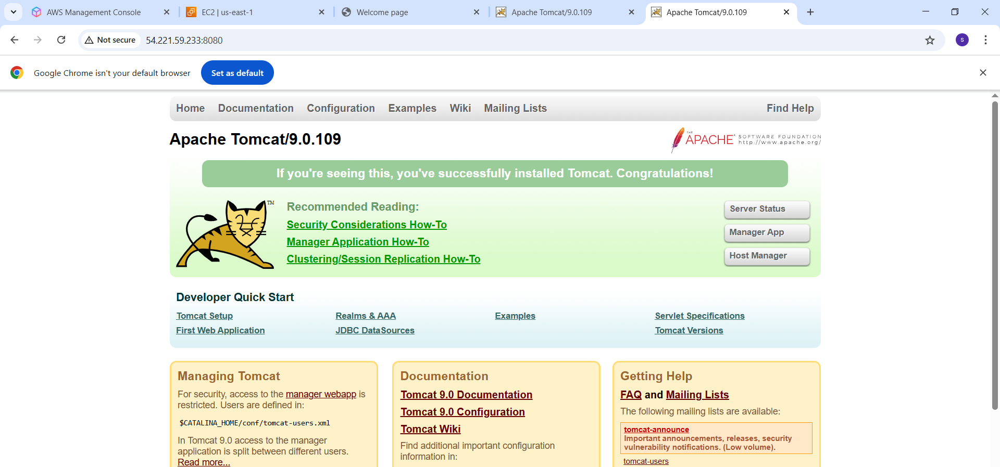 AWS Management Console
EC2 | us-east-1
Welcome page
Apache Tomcat/9.0.109
Apache Tomcat/9.0.109
Not secure
54.221.59.233:8080
s
Google Chrome isn't your default browser
Set as default
Home Documentation Configuration Examples Wiki Mailing Lists Find Help
Apache Tomcat/9.0.109
THE APACHE SOFTWARE FOUNDATION
http://www.apache.org/
If you're seeing this, you've successfully installed Tomcat. Congratulations!
TM
Recommended Reading:
Security Considerations How-To
Manager Application How-To
Clustering/Session Replication How-To
Server Status
Manager App
Host Manager
Developer Quick Start
Tomcat Setup
First Web Application
Realms & AAA
JDBC DataSources
Examples
Servlet Specifications
Tomcat Versions
Managing Tomcat
For security, access to the manager webapp is
restricted. Users are defined in:
$CATALINA_HOME/conf/tomcat-users.xml
In Tomcat 9.0 access to the manager
application is split between different users.
Read more...
Documentation
Tomcat 9.0 Documentation
Tomcat 9.0 Configuration
Tomcat Wiki
Find additional important configuration
information in:
Getting Help
FAQ and Mailing Lists
The following mailing lists are available:
tomcat-announce
Important announcements, releases, security
vulnerability notifications. (Low volume).
tomcat-users